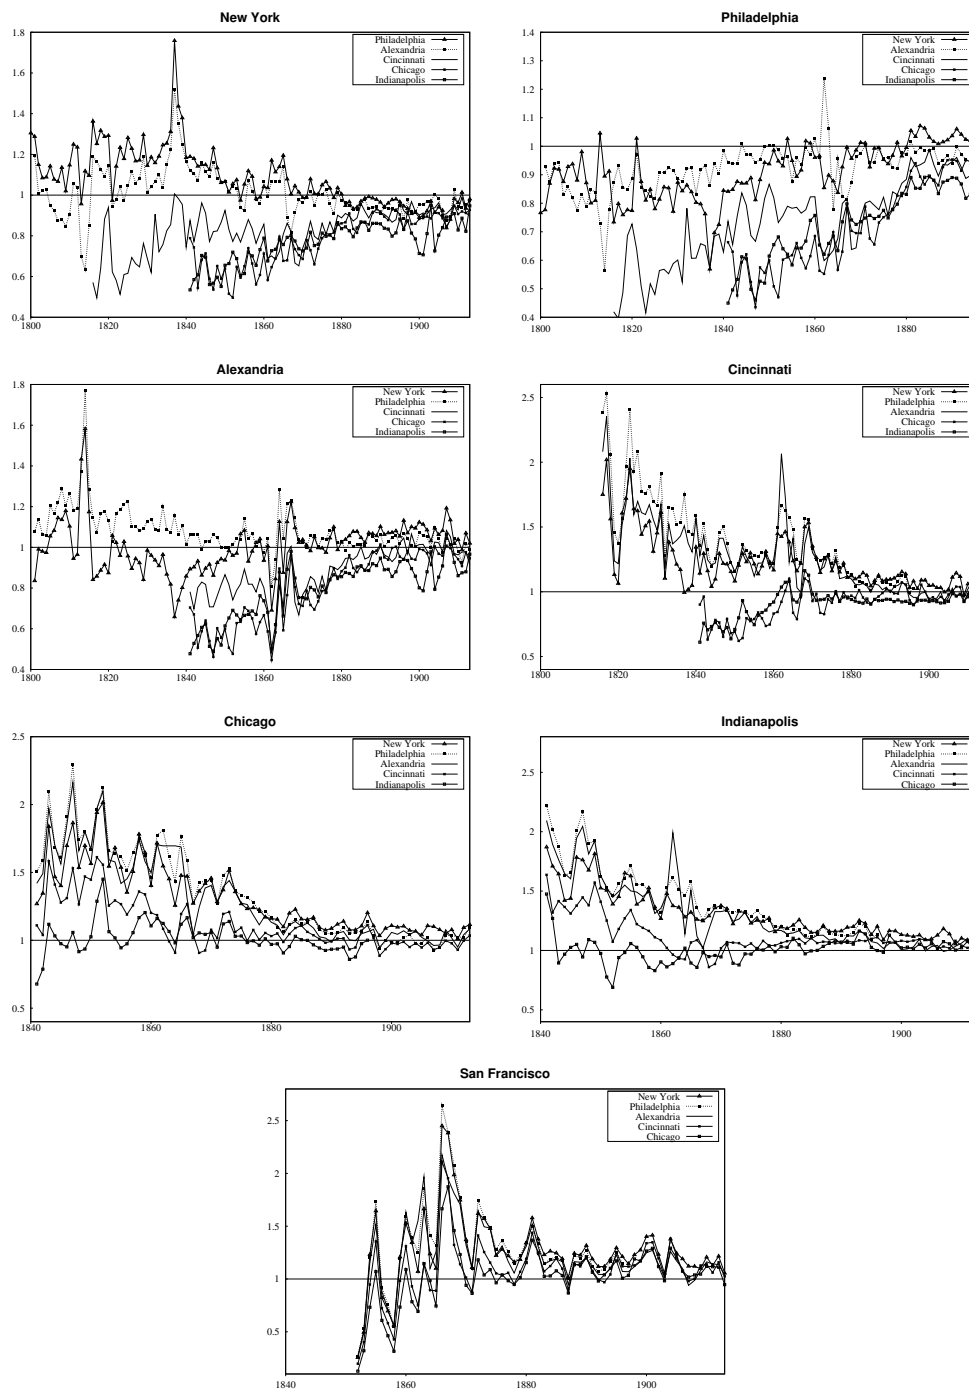 New York
1.8
1.6
1.4
1.2
1
0.8
0.6
0.4
1800
1820
1840
1860
1880
1900
Philadelphia
Alexandria
Cincinnati
Chicago
Indianapolis
Philadelphia
1.4
1.3
1.2
1.1
1
0.9
0.8
0.7
0.6
0.5
0.4
1800
1820
1840
1860
1880
New York
Alexandria
Cincinnati
Chicago
Indianapolis
Alexandria
1.8
1.6
1.4
1.2
1
0.8
0.6
0.4
1800
1820
1840
1860
1880
1900
New York
Philadelphia
Cincinnati
Chicago
Indianapolis
Cincinnati
2.5
2
1.5
1
0.5
1800
1820
1840
1860
1880
1900
New York
Philadelphia
Alexandria
Chicago
Indianapolis
Chicago
2.5
2
1.5
1
0.5
1840
1860
1880
1900
New York
Philadelphia
Alexandria
Cincinnati
Indianapolis
Indianapolis
2.5
2
1.5
1
0.5
1840
1860
1880
1900
New York
Philadelphia
Alexandria
Cincinnati
Chicago
San Francisco
2.5
2
1.5
1
0.5
1840
1860
1880
1900
New York
Philadelphia
Alexandria
Cincinnati
Chicago